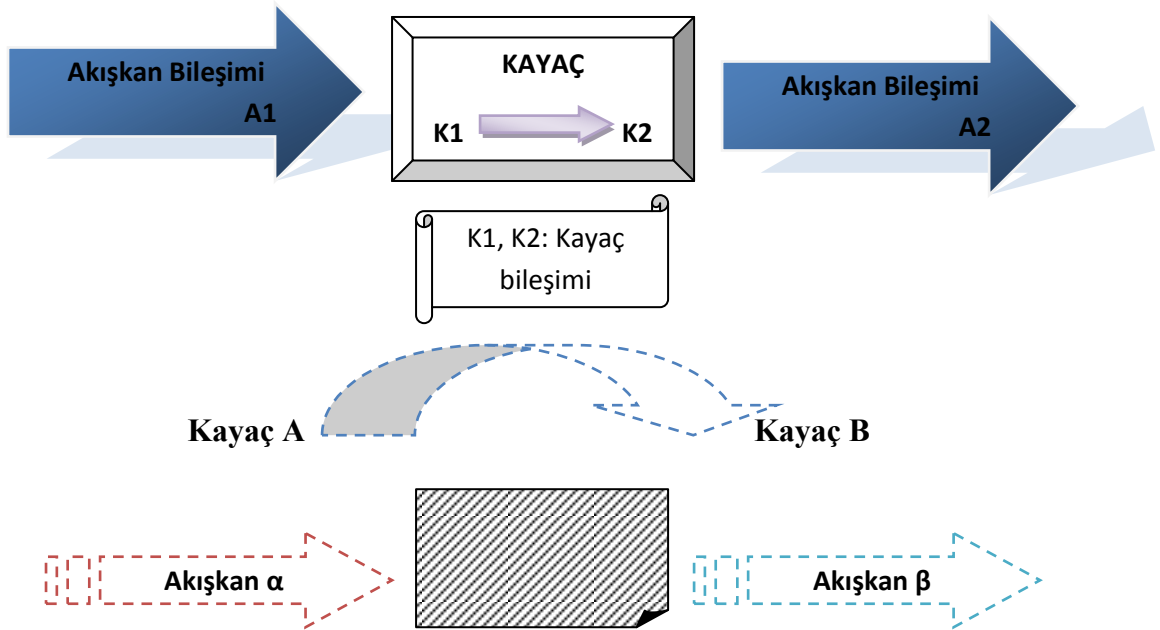 Akışkan Bileşimi
A1
KAYAÇ
K1
K2
Akışkan Bileşimi
A2
K1, K2: Kayaç
bileşimi
Kayaç A
Kayaç B
Akışkan α
Akışkan β